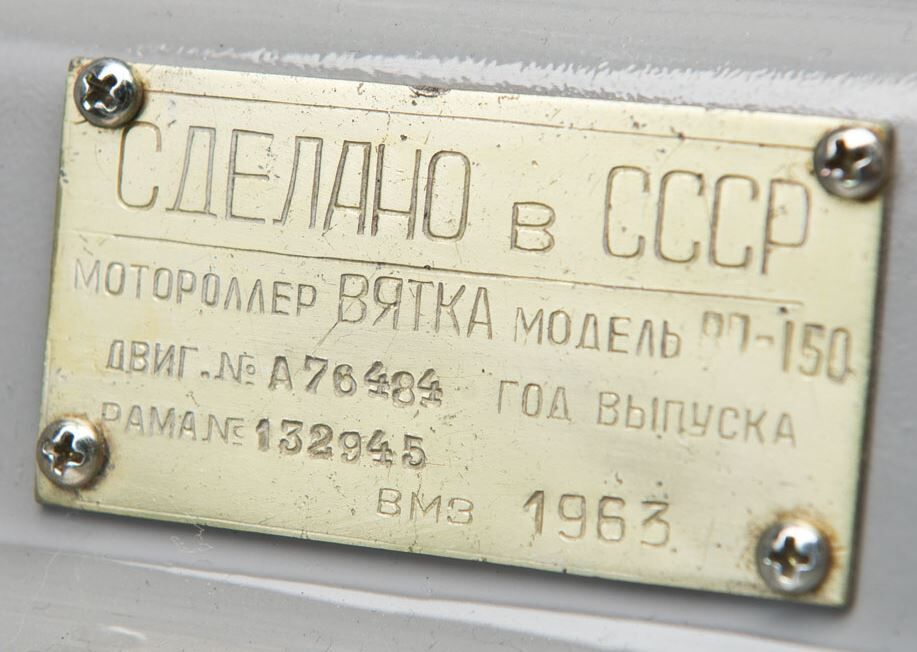 СДЕЛАНО в СССР
МОТОРОЛЛЕР ВЯТКА МОДЕЛЬ ВП-150
ДВИГ. № А76484 ГОД ВЫПУСКА
РАМА № 132945
ВМЗ 1963